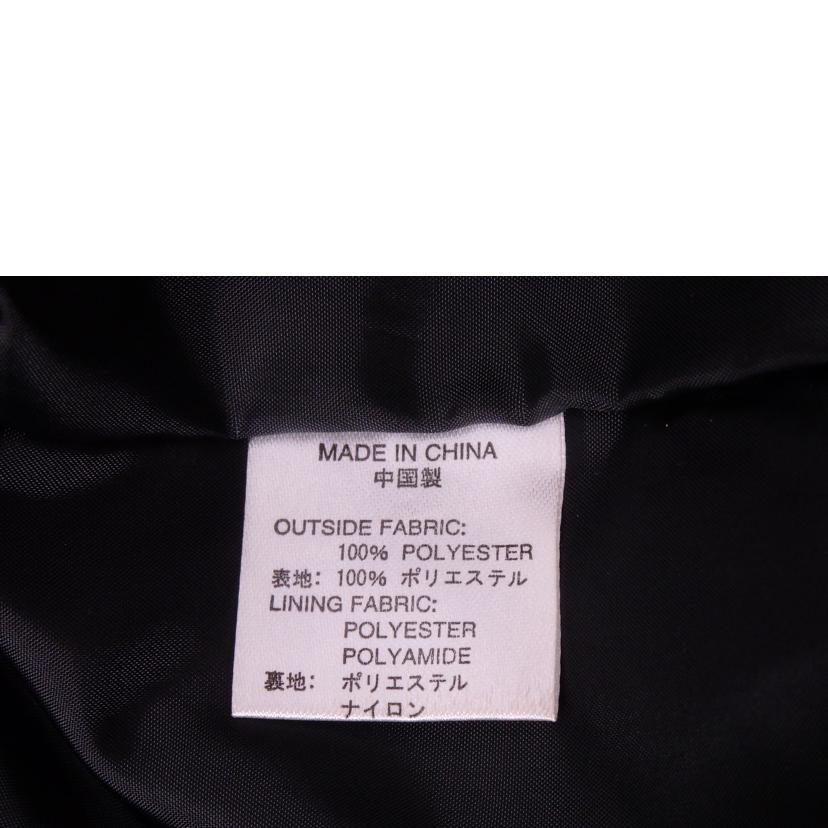 MADE IN CHINA
中国製
OUTSIDE FABRIC:
100% POLYESTER
表地: 100% ポリエステル
LINING FABRIC:
POLYESTER
POLYAMIDE
裏地: ポリエステル
ナイロン